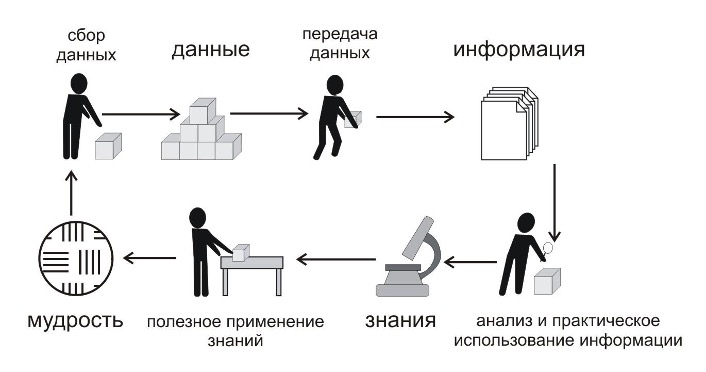 сбор
данных
данные
передача
данных
информация
мудрость
полезное применение
знаний
знания
анализ и практическое
использование информации